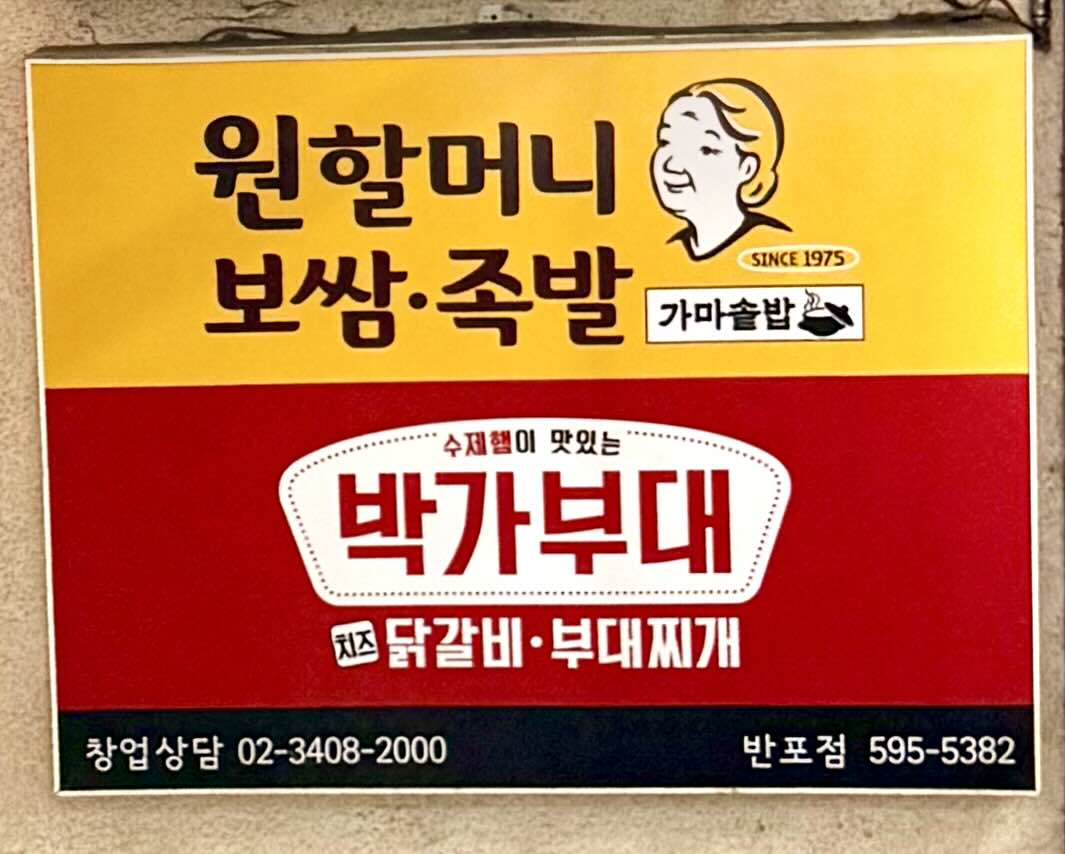 원할머니
보쌈·족발
SINCE 1975
가마솥밥
수제햄이 맛있는
박가부대
치즈 닭갈비·부대찌개
창업상담 02-3408-2000
반포점 595-5382